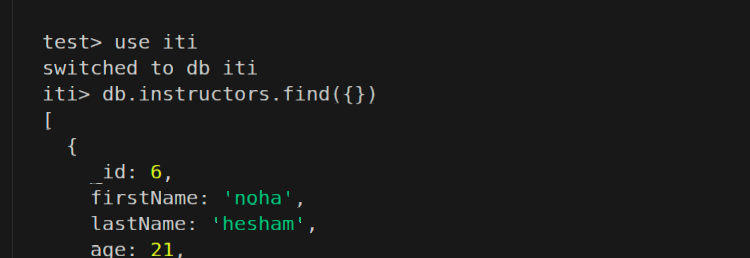 test> use iti
switched to db iti
iti> db.instructors.find({})
[
{
_id: 6,
firstName: 'noha',
lastName: 'hesham',
age: 21,